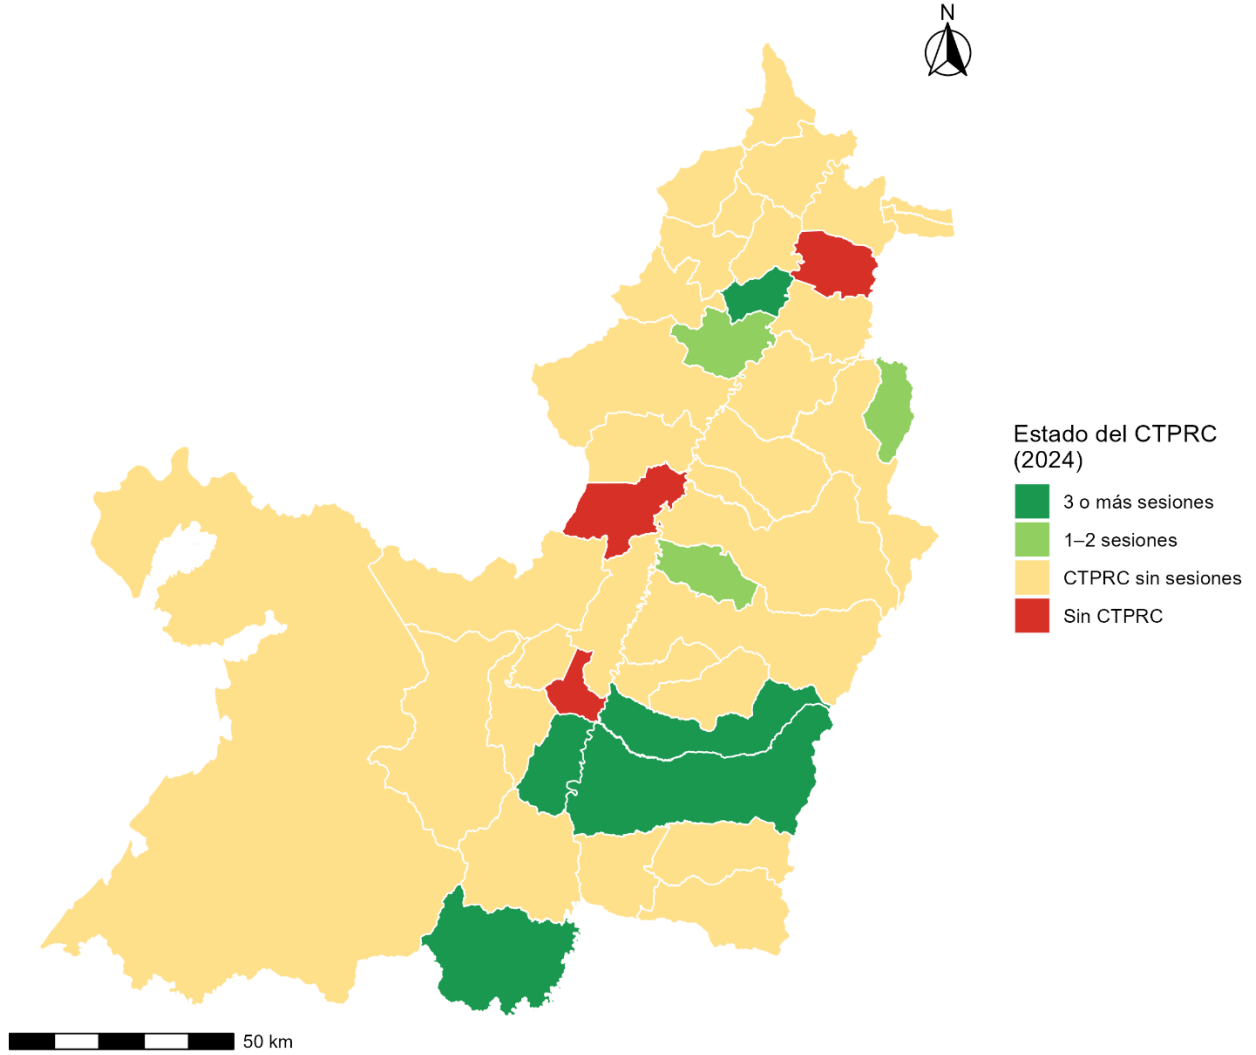 N
Estado del CTPRC
(2024)
3 o más sesiones
1–2 sesiones
CTPRC sin sesiones
Sin CTPRC
50 km